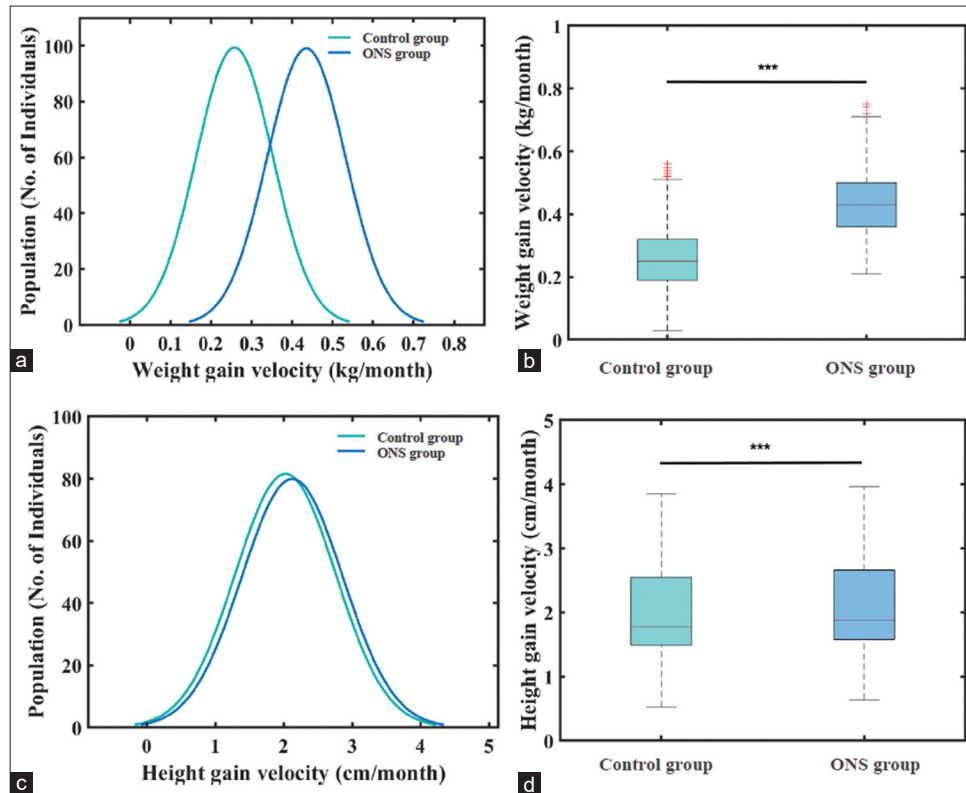 100
80
60
40
20
0
Population (No. of Individuals)
Control group
ONS group
0 0.1 0.2 0.3 0.4 0.5 0.6 0.7 0.8
Weight gain velocity (kg/month)
a
1
0.8
0.6
0.4
0.2
0
Weight gain velocity (kg/month)
***
Control group ONS group
b
100
80
60
40
20
0
Population (No. of Individuals)
Control group
ONS group
0 1 2 3 4 5
Height gain velocity (cm/month)
c
5
4
3
2
1
0
Height gain velocity (cm/month)
***
Control group ONS group
d